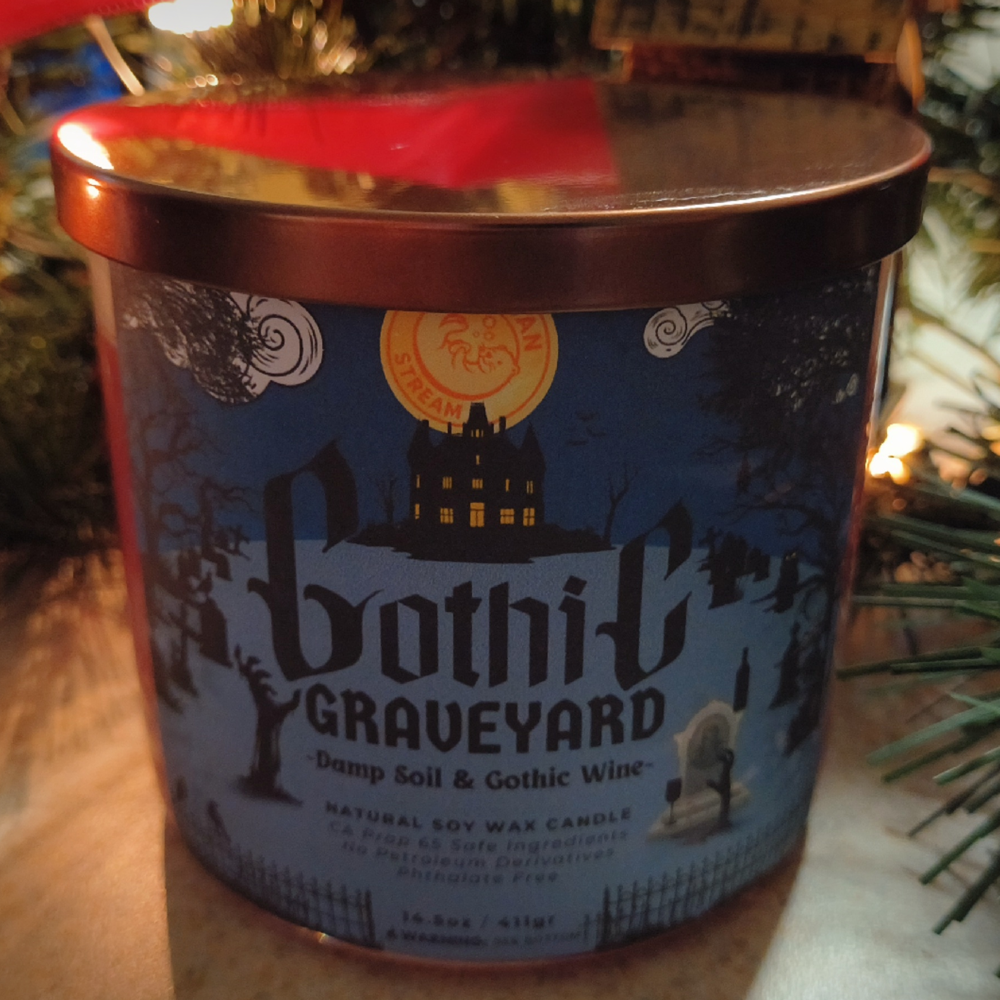 AN
STREAM
Gothic
GRAVEYARD
~Damp Soil & Gothic Wine~
NATURAL SOY WAX CANDLE
CA Prop 65 Safe Ingredients
No Petroleum Derivatives
Phthalate Free
14.5oz / 411gr
WARNING: